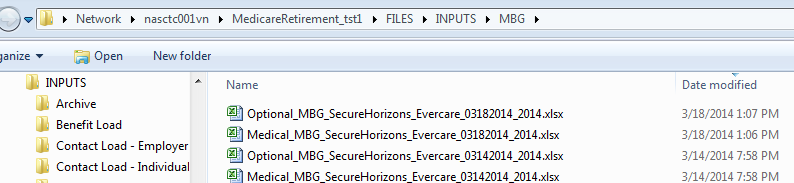 Network ▸ nasctc001vn ▸ MedicareRetirement_tst1 ▸ FILES ▸ INPUTS ▸ MBG ▸
anize Open New folder
INPUTS
Archive
Benefit Load
Contact Load - Employer
Contact Load - Individual
Name Date modified
Optional_MBG_SecureHorizons_Evercare_03182014_2014.xlsx 3/18/2014 1:07 PM
Medical_MBG_SecureHorizons_Evercare_03182014_2014.xlsx 3/18/2014 1:06 PM
Optional_MBG_SecureHorizons_Evercare_03142014_2014.xlsx 3/14/2014 7:58 PM
Medical_MBG_SecureHorizons_Evercare_03142014_2014.xlsx 3/14/2014 7:58 PM